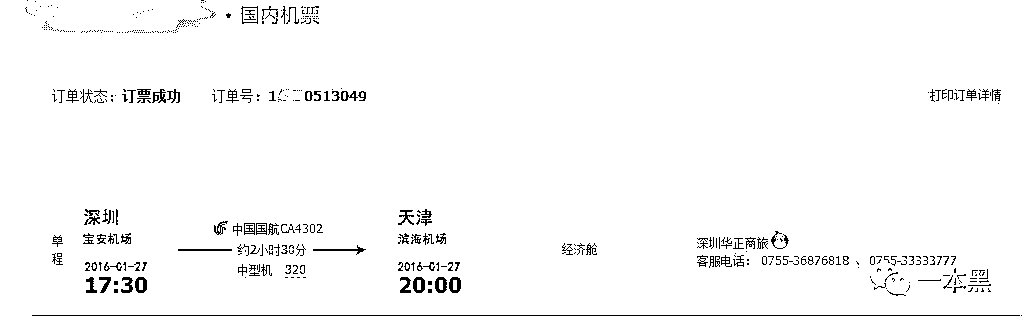 ·国内机票
订单状态：订票成功 订单号：1 0513049 打印订单详情
单程
深圳
宝安机场
2016-01-27
17:30
中国国航CA4302
约2小时30分
中型机 320
天津
滨海机场
2016-01-27
20:00
经济舱
深圳华正商旅
客服电话： 0755-36876818 、 0755-33333777
一本黑